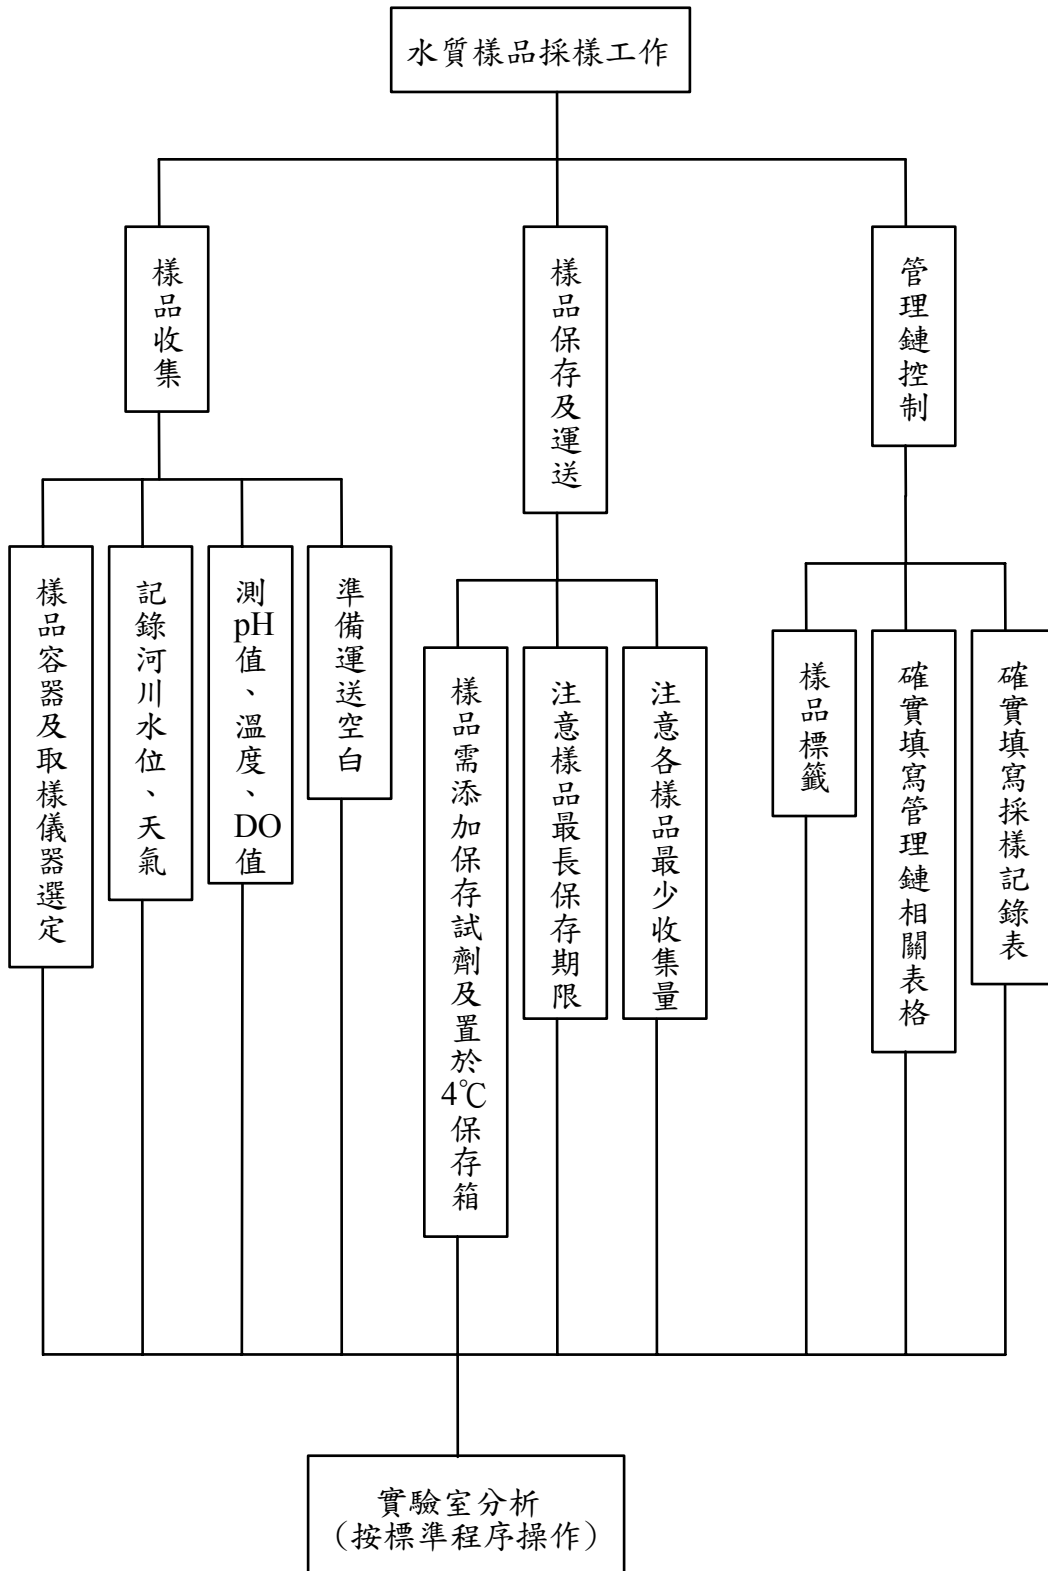 水質樣品採樣工作
樣品收集
樣品保存及運送
管理鏈控制
樣品容器及取樣儀器選定
記錄河川水位、天氣
測pH值、溫度、DO值
準備運送空白
樣品需添加保存試劑及置於4℃保存箱
注意樣品最長保存期限
注意各樣品最少收集量
樣品標籤
確實填寫管理鏈相關表格
確實填寫採樣記錄表
實驗室分析
（按標準程序操作）